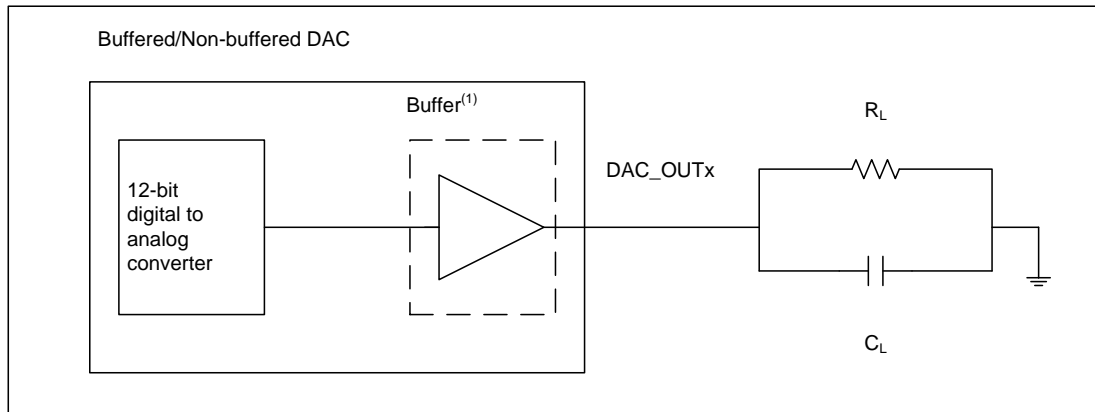 Buffered/Non-buffered DAC
Buffer(1)
12-bit
digital to
analog
converter
DAC_OUTx
RL
CL